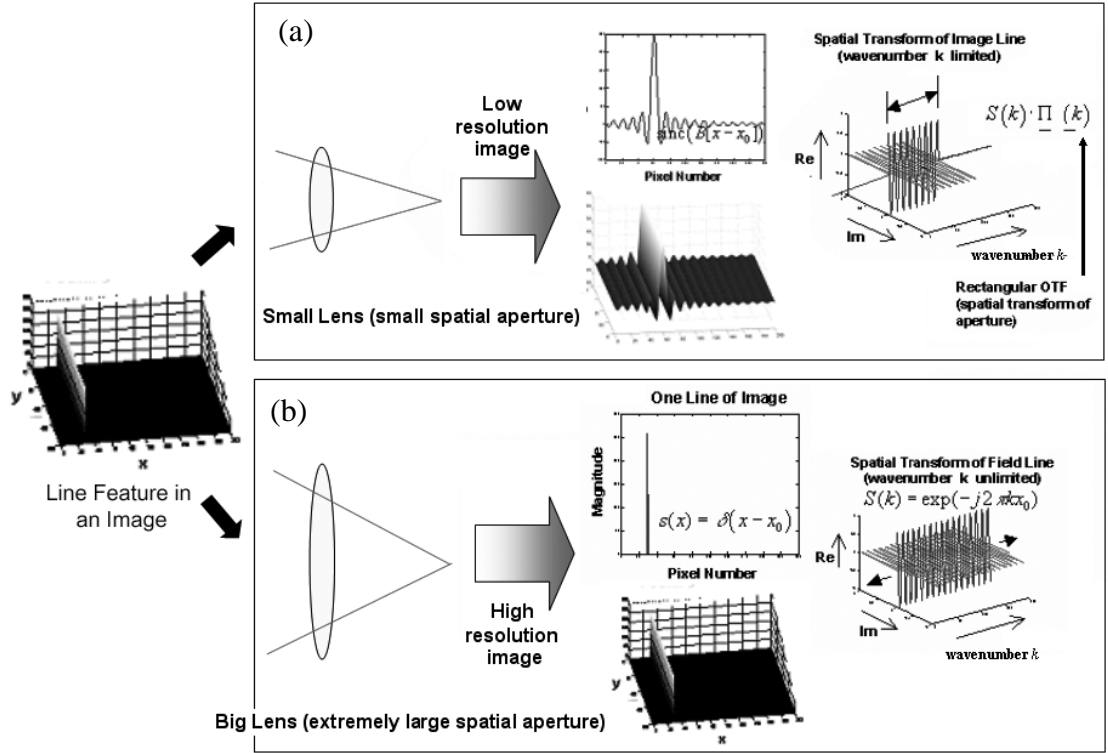 (a)
Low
resolution
image
sinc(B[x − x₀])
Pixel Number
Spatial Transform of Image Line
(wavenumber k limited)
S(k)·Π (k)
Re
Im
wavenumber k
Rectangular OTF
(spatial transform of
aperture)
Small Lens (small spatial aperture)
y
x
Line Feature in
an Image
(b)
High
resolution
image
One Line of Image
Magnitude
s(x) = δ(x − x₀)
Pixel Number
y
x
Spatial Transform of Field Line
(wavenumber k unlimited)
S(k) = exp(−j2πkx₀)
Re
Im
wavenumber k
Big Lens (extremely large spatial aperture)